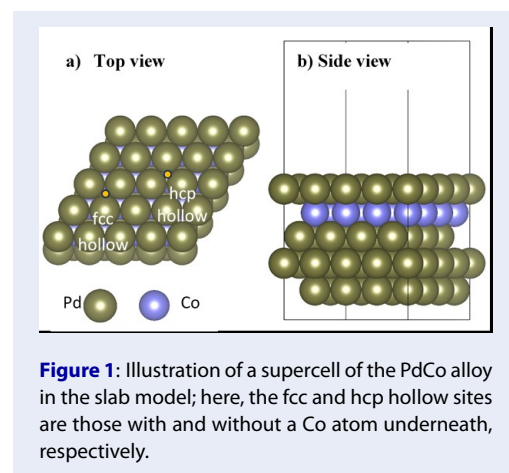 a) Top view
b) Side view
hcp
fcc
hollow
hollow
Pd
Co
Figure 1: Illustration of a supercell of the PdCo alloy
in the slab model; here, the fcc and hcp hollow sites
are those with and without a Co atom underneath,
respectively.